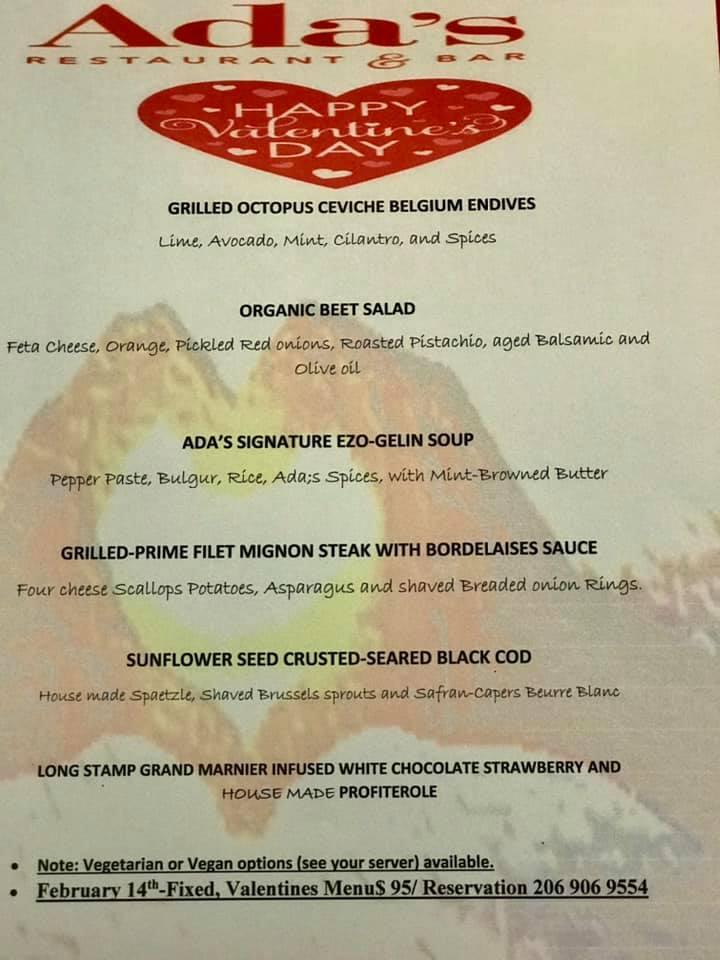 Ada's
RESTAURANT & BAR
HAPPY
Valentine's
DAY
GRILLED OCTOPUS CEVICHE BELGIUM ENDIVES
Lime, Avocado, Mint, Cilantro, and Spices
ORGANIC BEET SALAD
Feta Cheese, Orange, Pickled Red onions, Roasted Pistachio, aged Balsamic and
Olive oil
ADA'S SIGNATURE EZO-GELIN SOUP
Pepper Paste, Bulgur, Rice, Ada;s Spices, with Mint-Browned Butter
GRILLED-PRIME FILET MIGNON STEAK WITH BORDELAISES SAUCE
Four cheese Scallops Potatoes, Asparagus and shaved Breaded onion Rings.
SUNFLOWER SEED CRUSTED-SEARED BLACK COD
House made Spaetzle, Shaved Brussels sprouts and Safran-Capers Beurre Blanc
LONG STAMP GRAND MARNIER INFUSED WHITE CHOCOLATE STRAWBERRY AND
HOUSE MADE PROFITEROLE
• Note: Vegetarian or Vegan options (see your server) available.
• February 14th-Fixed, Valentines Menu$ 95/ Reservation 206 906 9554